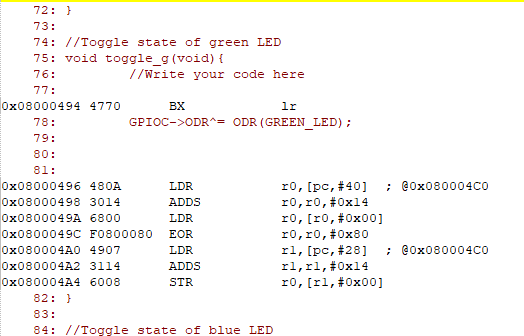 72: }
73:
74: //Toggle state of green LED
75: void toggle_g(void){
76:         //Write your code here
77:
0x08000494 4770      BX       lr
78:         GPIOC->ODR^= ODR(GREEN_LED);
79:
80:
81:
0x08000496 480A      LDR      r0,[pc,#40]  ; @0x080004C0
0x08000498 3014      ADDS     r0,r0,#0x14
0x0800049A 6800      LDR      r0,[r0,#0x00]
0x0800049C F0800080  EOR      r0,r0,#0x80
0x080004A0 4907      LDR      r1,[pc,#28]  ; @0x080004C0
0x080004A2 3114      ADDS     r1,r1,#0x14
0x080004A4 6008      STR      r0,[r1,#0x00]
82: }
83:
84: //Toggle state of blue LED